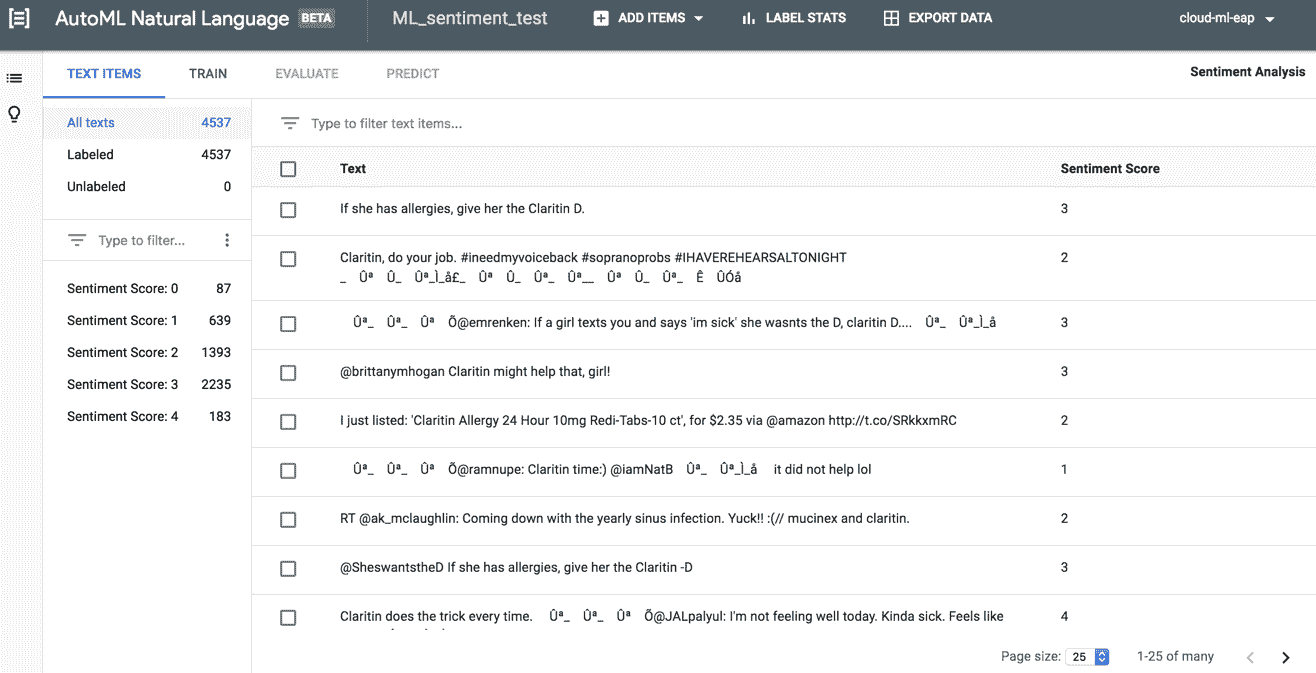 AutoML Natural Language BETA
ML_sentiment_test
ADD ITEMS
LABEL STATS
EXPORT DATA
cloud-ml-eap
TEXT ITEMS
TRAIN
EVALUATE
PREDICT
Sentiment Analysis
All texts 4537
Labeled 4537
Unlabeled 0
Type to filter...
Sentiment Score: 0 87
Sentiment Score: 1 639
Sentiment Score: 2 1393
Sentiment Score: 3 2235
Sentiment Score: 4 183
Type to filter text items...
Text Sentiment Score
If she has allergies, give her the Claritin D. 3
Claritin, do your job. #ineedmyvoiceback #sopranoprobs #IHAVEREHEARSALTONIGHT 2
_ Ûª Û_ Ûª_Ì_å£_ Ûª Û_ Ûª_ Ûª__ Ûª Û_ Ûª_ Ê ÛÓå
Ûª_ Ûª_ Ûª Õ@emrenken: If a girl texts you and says 'im sick' she wasnts the D, claritin D.... Ûª_ Ûª_Ì_å 3
@brittanymhogan Claritin might help that, girl! 3
I just listed: 'Claritin Allergy 24 Hour 10mg Redi-Tabs-10 ct', for $2.35 via @amazon http://t.co/SRkkxmRC 2
Ûª_ Ûª_ Ûª Õ@ramnupe: Claritin time:) @iamNatB Ûª_ Ûª_Ì_å it did not help lol 1
RT @ak_mclaughlin: Coming down with the yearly sinus infection. Yuck!! :(// mucinex and claritin. 2
@SheswantstheD If she has allergies, give her the Claritin -D 3
Claritin does the trick every time. Ûª_ Ûª_ Ûª Õ@JALpalyul: I'm not feeling well today. Kinda sick. Feels like 4
Page size: 25 1-25 of many